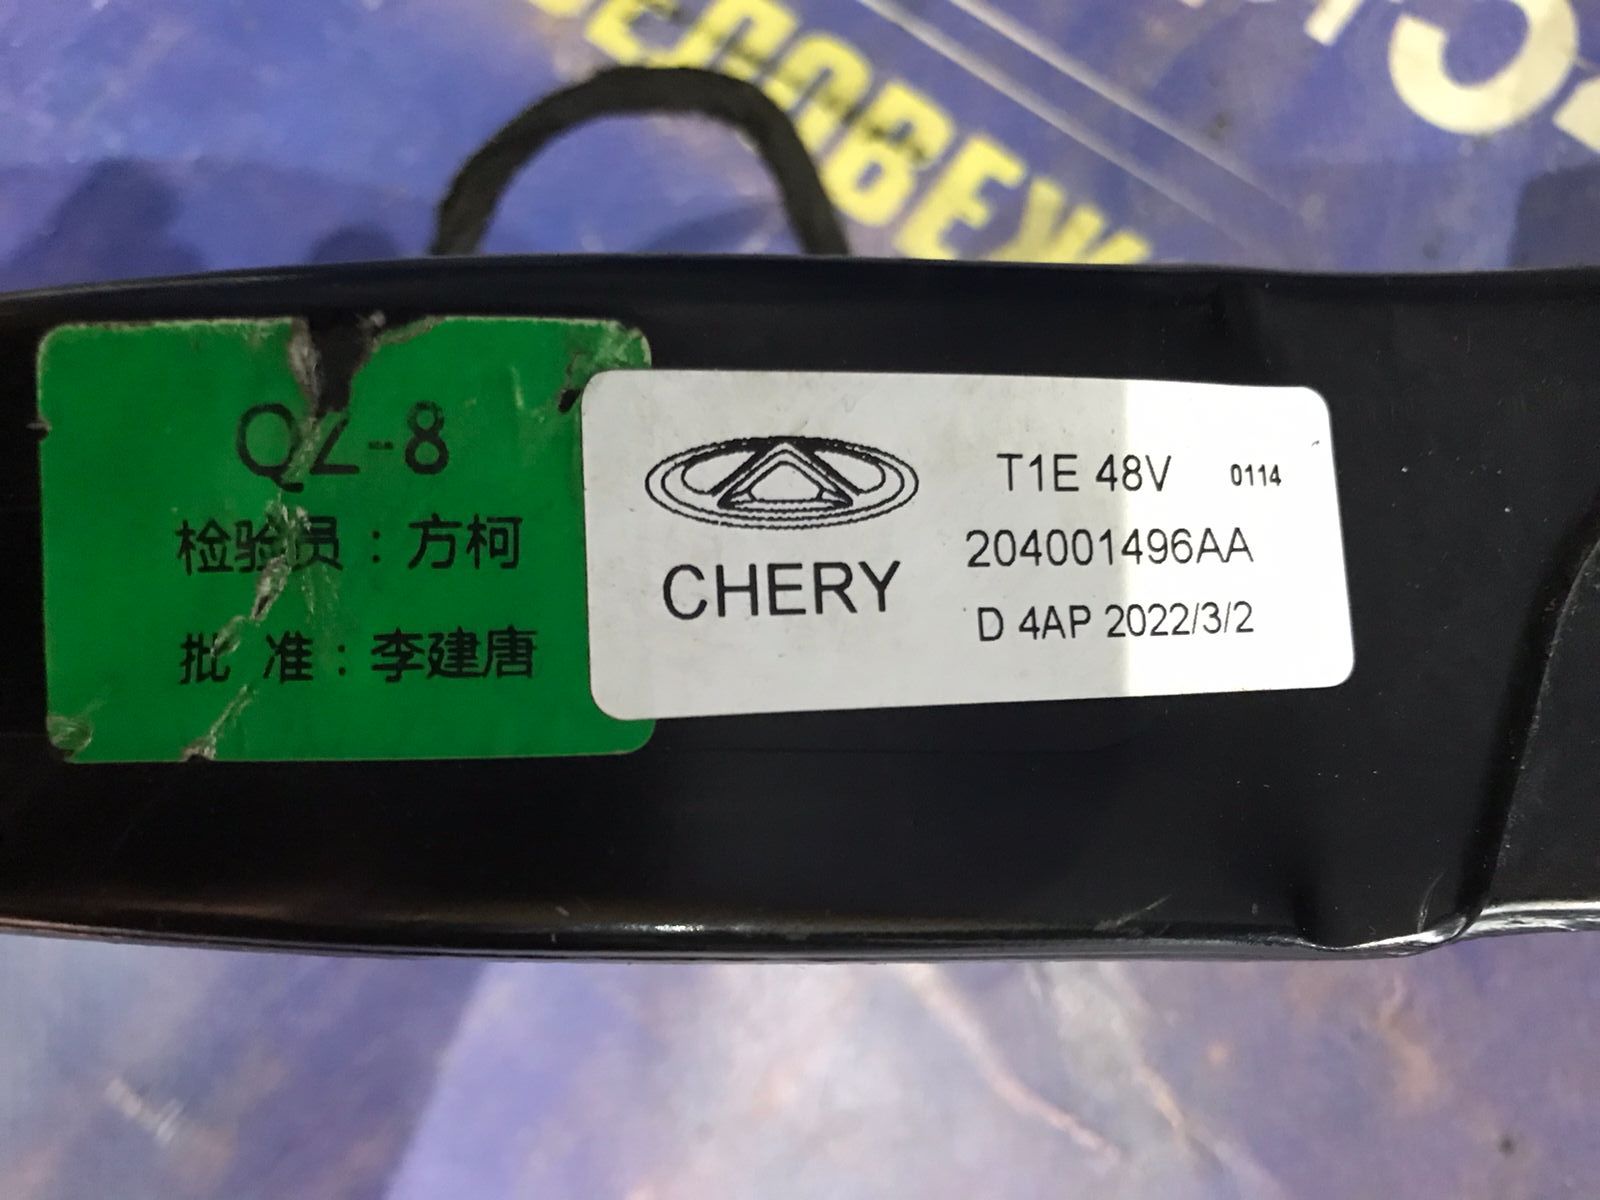 QZ-8
检验员：方柯
批 准：李建唐
CHERY
T1E 48V 0114
204001496AA
D 4AP 2022/3/2